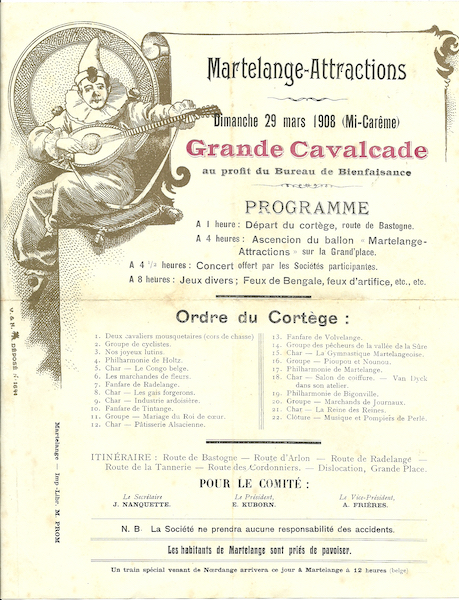 Martelange-Attractions
Dimanche 29 mars 1908 (Mi-Carême)
Grande Cavalcade
au profit du Bureau de Bienfaisance
PROGRAMME
A 1 heure : Départ du cortège, route de Bastogne.
A 4 heures : Ascencion du ballon « Martelange-
Attractions » sur la Grand'place.
A 4 1/2 heures : Concert offert par les Sociétés participantes.
A 8 heures : Jeux divers ; Feux de Bengale, feux d'artifice, etc., etc.
Ordre du Cortège :
1. Deux cavaliers mousquetaires (cors de chasse)
2. Groupe de cyclistes.
3. Nos joyeux lutins.
4. Philharmonie de Holtz.
5. Char — Le Congo belge.
6. Les marchandes de fleurs.
7. Fanfare de Radelange.
8. Char — Les gais forgerons.
9. Char — Industrie ardoisière.
10. Fanfare de Tintange.
11. Groupe — Mariage du Roi de cœur.
12. Char — Pâtisserie Alsacienne.
13. Fanfare de Volvelange.
14. Groupe des pêcheurs de la vallée de la Sûre
15. Char — La Gymnastique Martelangeoise.
16. Groupe — Pioupou et Nounou.
17. Philharmonie de Martelange.
18. Char — Salon de coiffure. — Van Dyck
dans son atelier.
19. Philharmonie de Bigonville.
20. Groupe — Marchands de Journaux.
21. Char — La Reine des Reines.
22. Clôture — Musique et Pompiers de Perlé.
ITINÉRAIRE : Route de Bastogne — Route d'Arlon — Route de Radelange —
Route de la Tannerie — Route des Cordonniers. — Dislocation, Grande Place.
POUR LE COMITÉ :
Le Secrétaire
J. NANQUETTE.
Le Président,
E. KUBORN.
Le Vice-Président,
A. FRIÈRES.
N. B. La Société ne prendra aucune responsabilité des accidents.
Les habitants de Martelange sont priés de pavoiser.
Un train spécial venant de Nœrdange arrivera ce jour à Martelange à 12 heures (belge).
DÉPOSÉ
Martelange — Imp.-Libr. M. PROM